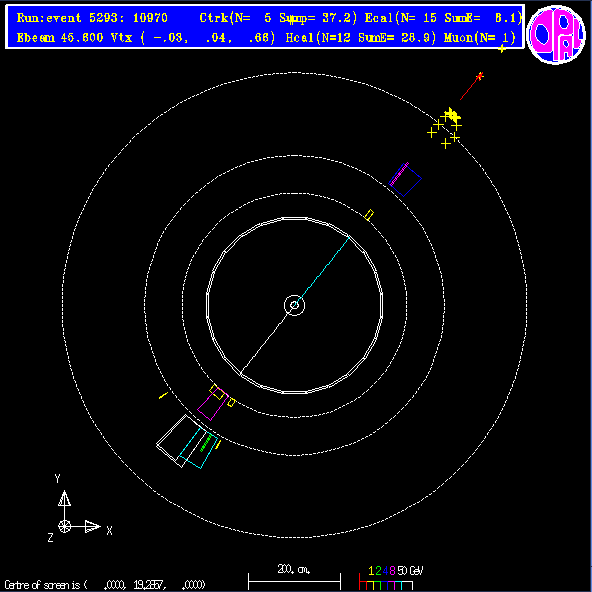 Run:event 5293: 10970 Ctrk(N= 5 Sump= 37.2) Ecal(N= 15 SumE= 8.1)
Ebeam 45.600 Vtx ( -.03, .04, .68) Hcal(N=12 SumE= 28.9) Muon(N= 1)
OPAL
Y
X
Z
200. cm.
1 2 4 8 50 GeV
Centre of screen is ( .0000, 19.2857, .0000)